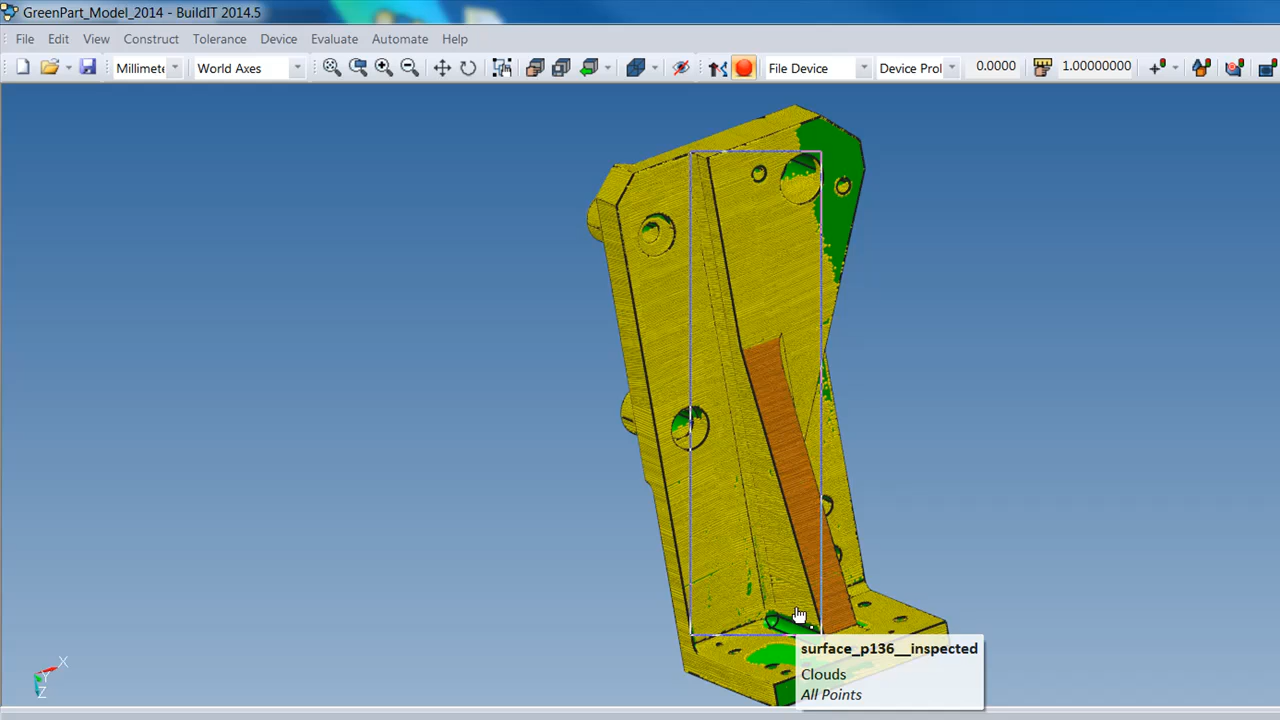 GreenPart_Model_2014 - BuildIT 2014.5
File Edit View Construct Tolerance Device Evaluate Automate Help
Millimete World Axes File Device Device Prol 0.0000 1.00000000
X
Y
Z
surface_p136__inspected
Clouds
All Points